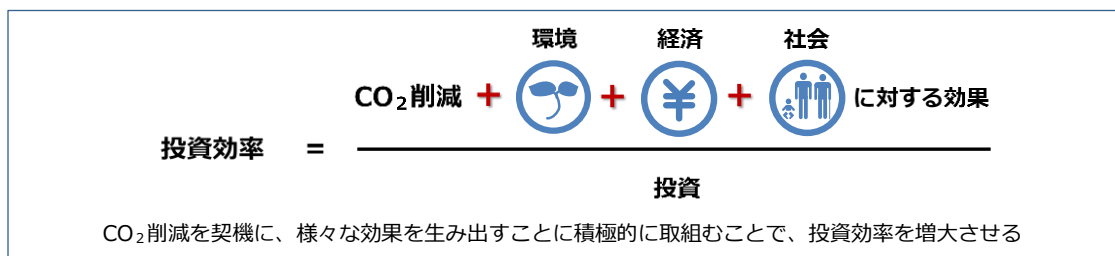 環境 経済 社会
CO₂削減 + + ¥ + に対する効果
投資効率 =
投資
CO₂削減を契機に、様々な効果を生み出すことに積極的に取組むことで、投資効率を増大させる